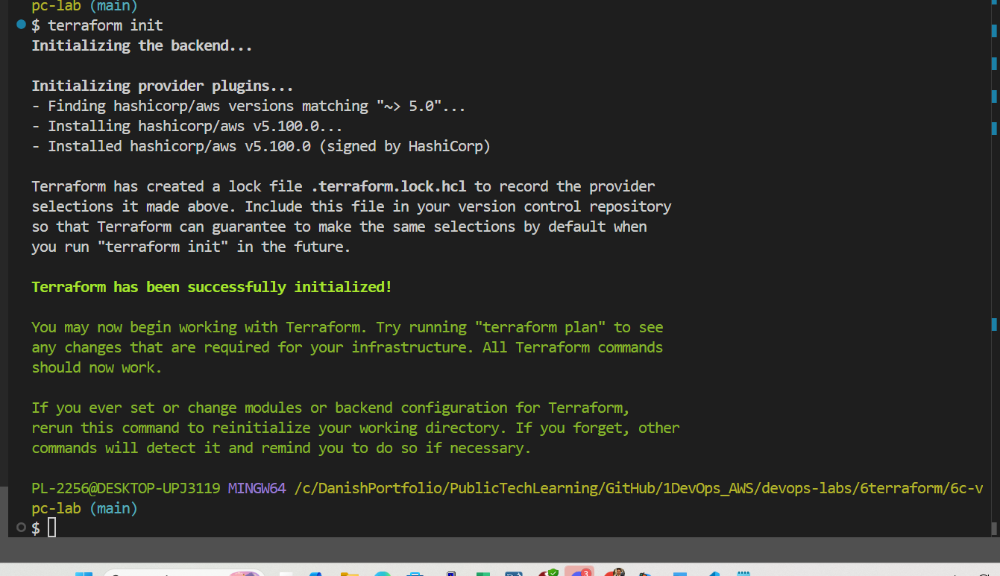 pc-lab (main)
$ terraform init
Initializing the backend...
Initializing provider plugins...
- Finding hashicorp/aws versions matching "~> 5.0"...
- Installing hashicorp/aws v5.100.0...
- Installed hashicorp/aws v5.100.0 (signed by HashiCorp)
Terraform has created a lock file .terraform.lock.hcl to record the provider
selections it made above. Include this file in your version control repository
so that Terraform can guarantee to make the same selections by default when
you run "terraform init" in the future.
Terraform has been successfully initialized!
You may now begin working with Terraform. Try running "terraform plan" to see
any changes that are required for your infrastructure. All Terraform commands
should now work.
If you ever set or change modules or backend configuration for Terraform,
rerun this command to reinitialize your working directory. If you forget, other
commands will detect it and remind you to do so if necessary.
PL-2256@DESKTOP-UPJ3119 MINGW64 /c/DanishPortfolio/PublicTechLearning/GitHub/1DevOps_AWS/devops-labs/6terraform/6c-v
pc-lab (main)
$
3